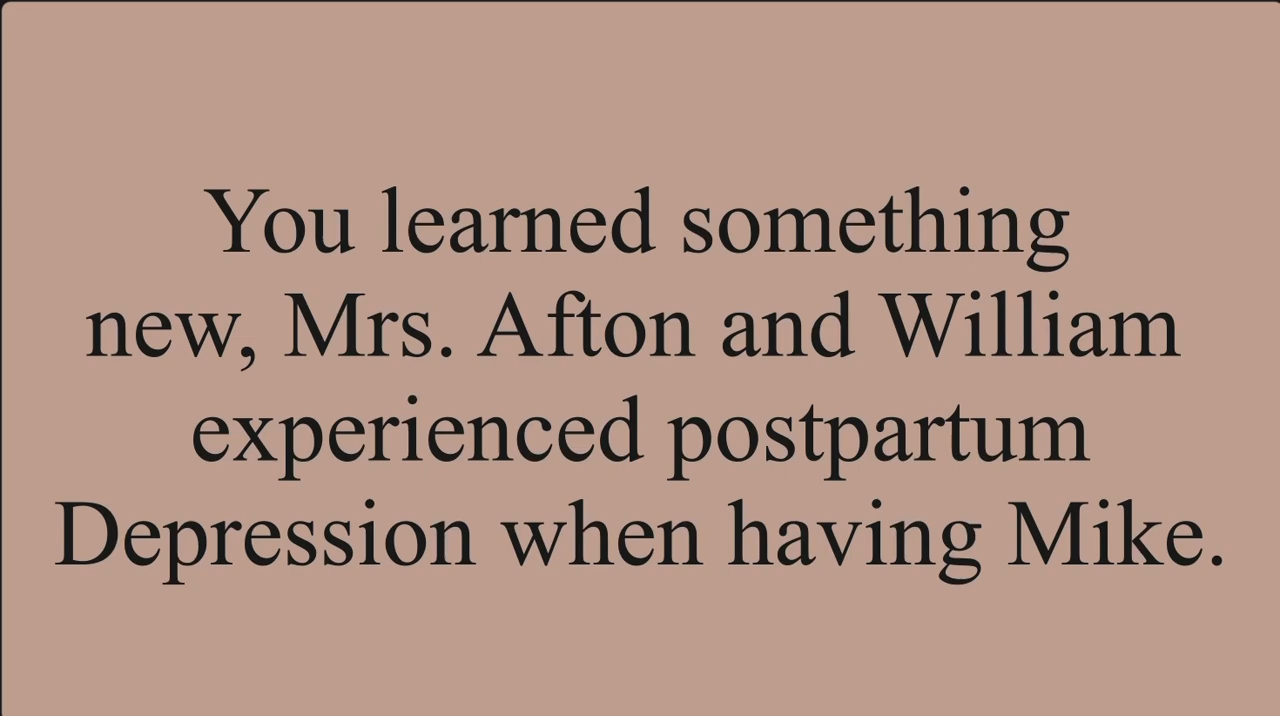 You learned something
new, Mrs. Afton and William
experienced postpartum
Depression when having Mike.